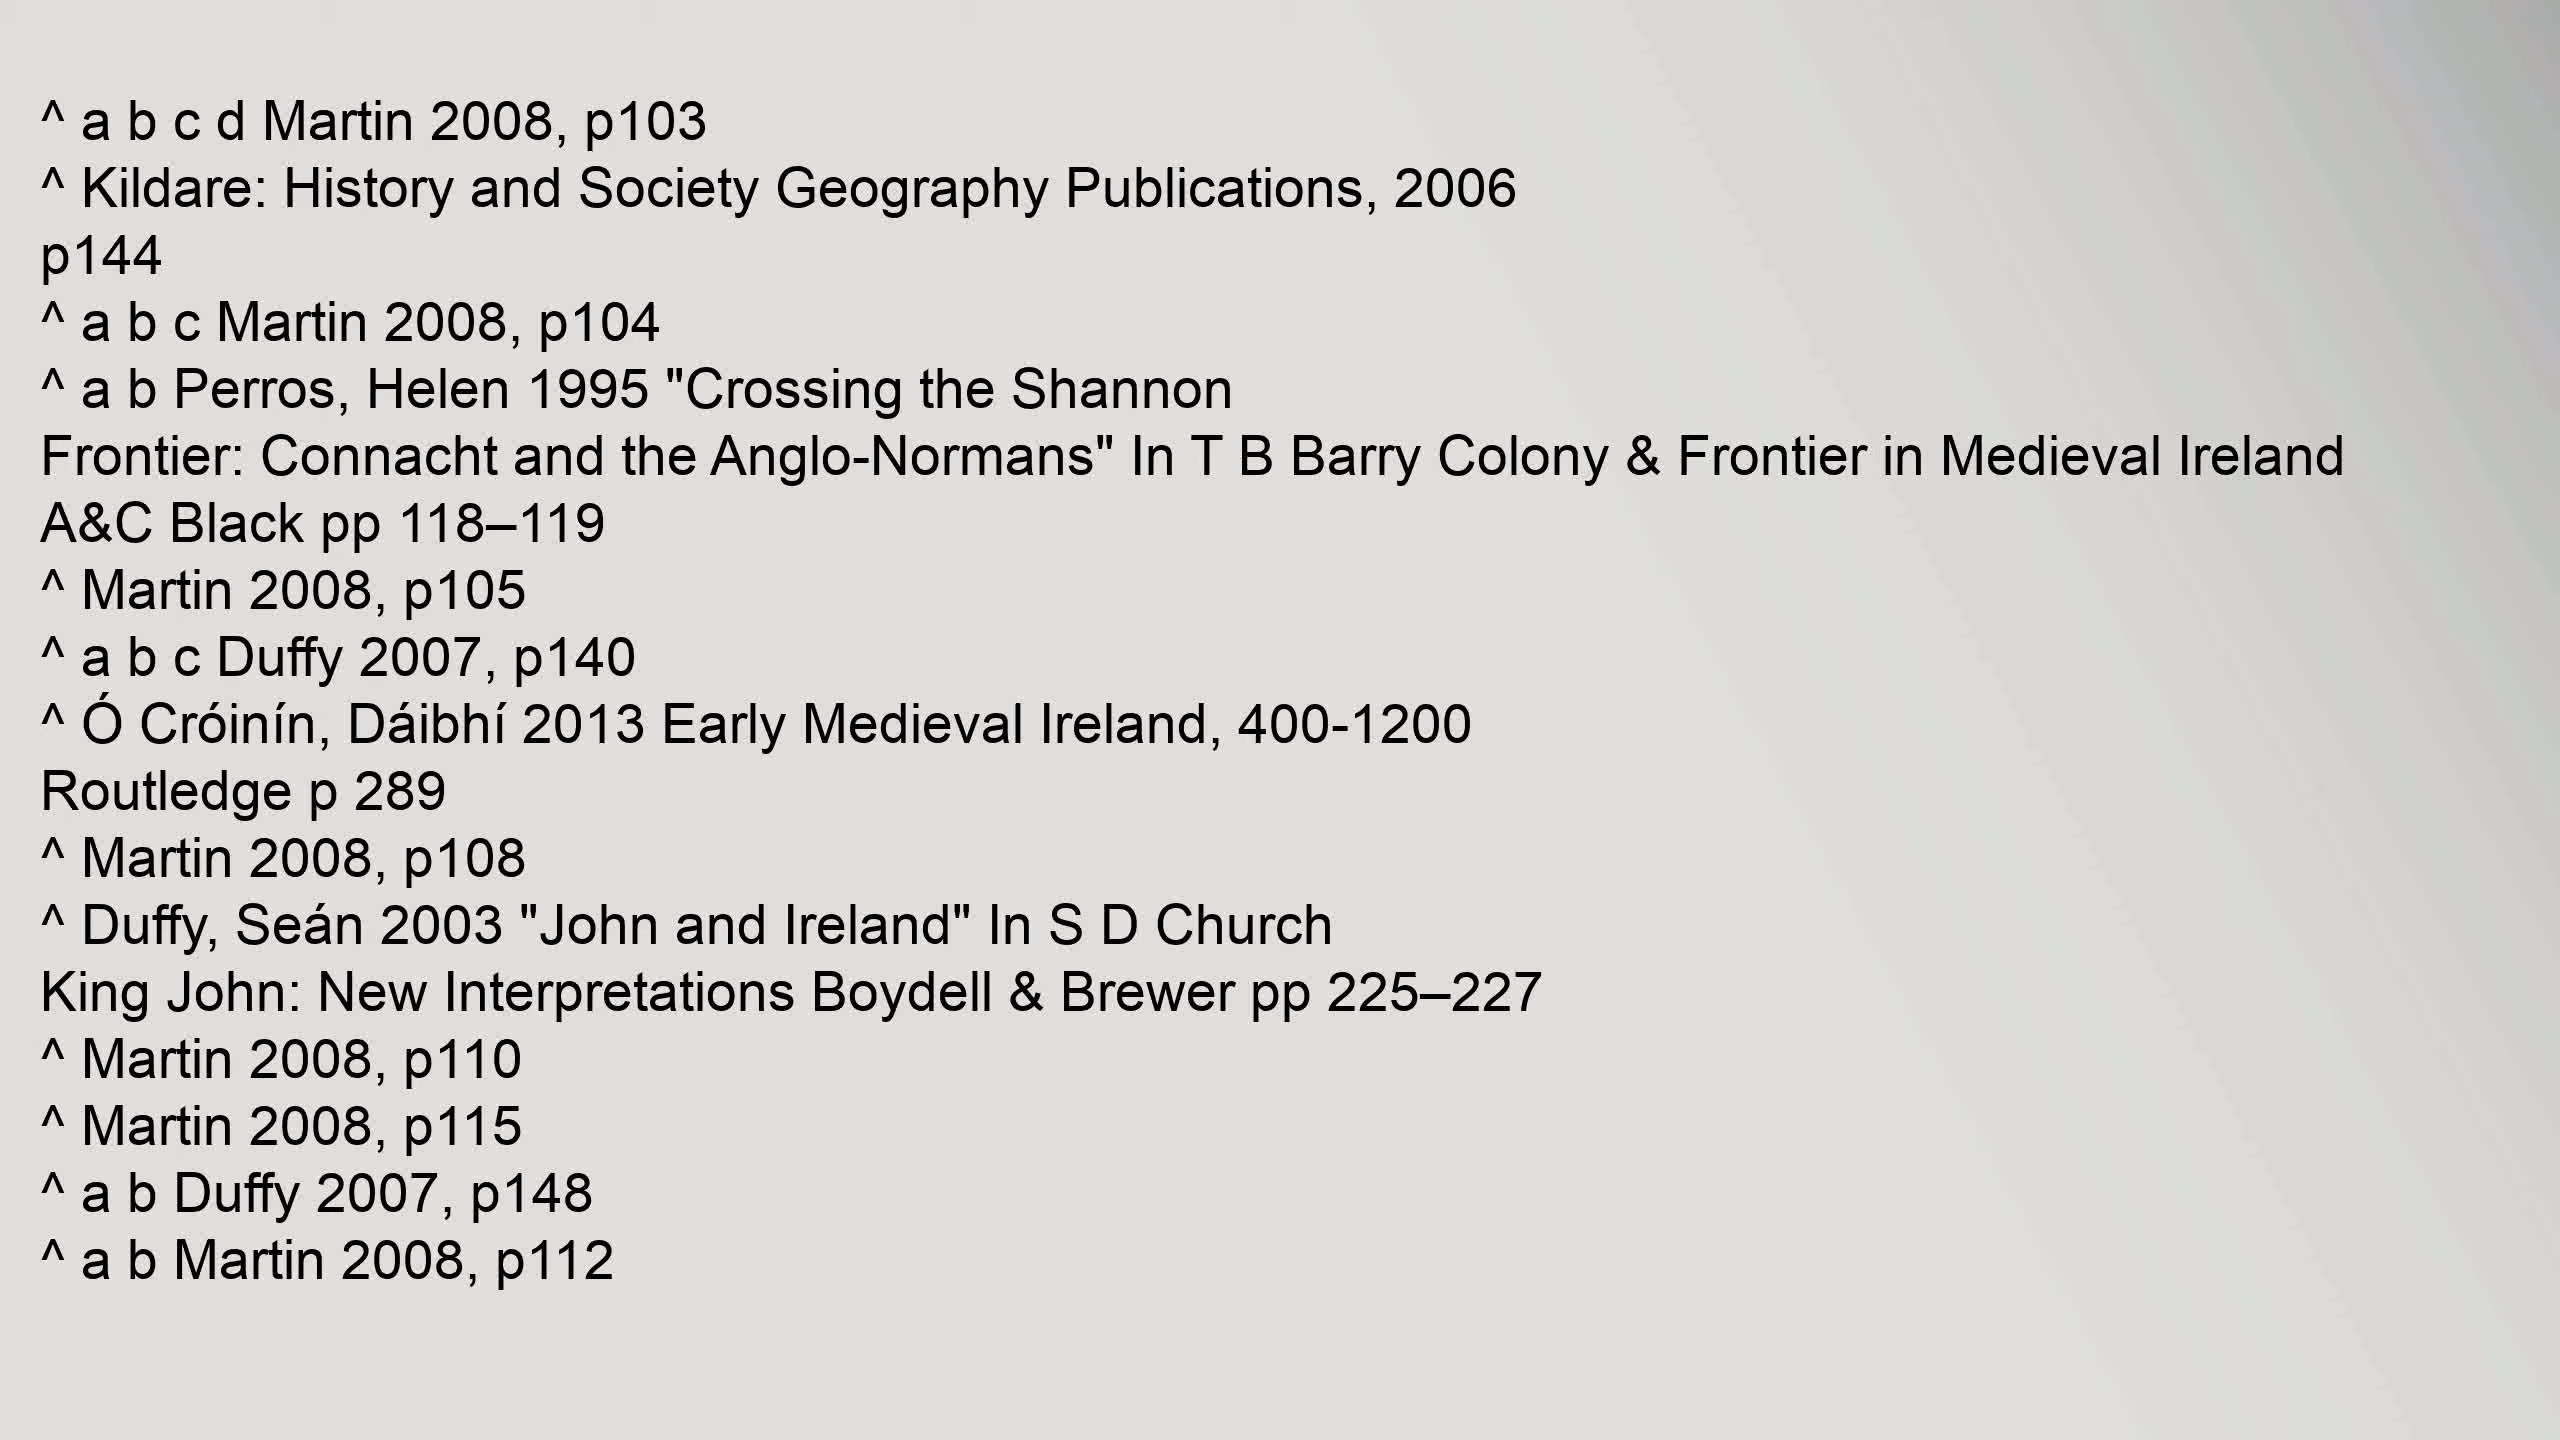 ^ a b c d Martin 2008, p103
^ Kildare: History and Society Geography Publications, 2006
p144
^ a b c Martin 2008, p104
^ a b Perros, Helen 1995 "Crossing the Shannon
Frontier: Connacht and the Anglo-Normans" In T B Barry Colony & Frontier in Medieval Ireland
A&C Black pp 118–119
^ Martin 2008, p105
^ a b c Duffy 2007, p140
^ Ó Cróinín, Dáibhí 2013 Early Medieval Ireland, 400-1200
Routledge p 289
^ Martin 2008, p108
^ Duffy, Seán 2003 "John and Ireland" In S D Church
King John: New Interpretations Boydell & Brewer pp 225–227
^ Martin 2008, p110
^ Martin 2008, p115
^ a b Duffy 2007, p148
^ a b Martin 2008, p112